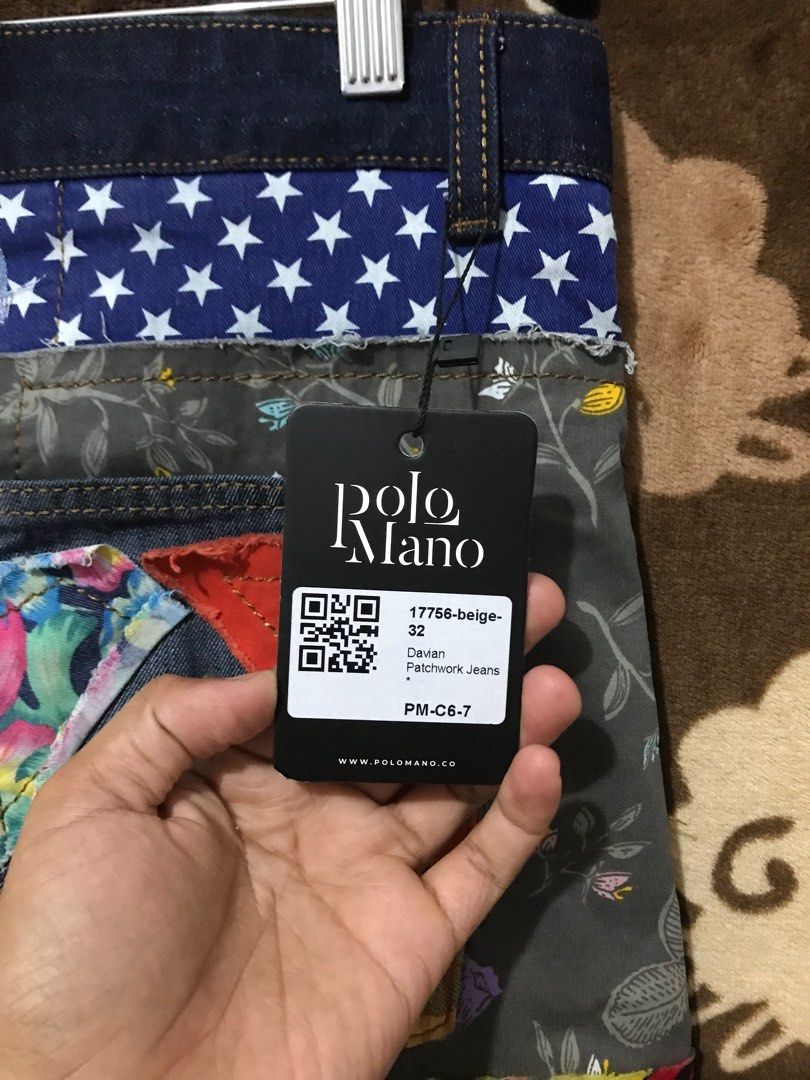 Polo
Mano
17756-beige-
32
Davian
Patchwork Jeans
*
PM-C6-7
WWW.POLOMANO.CO